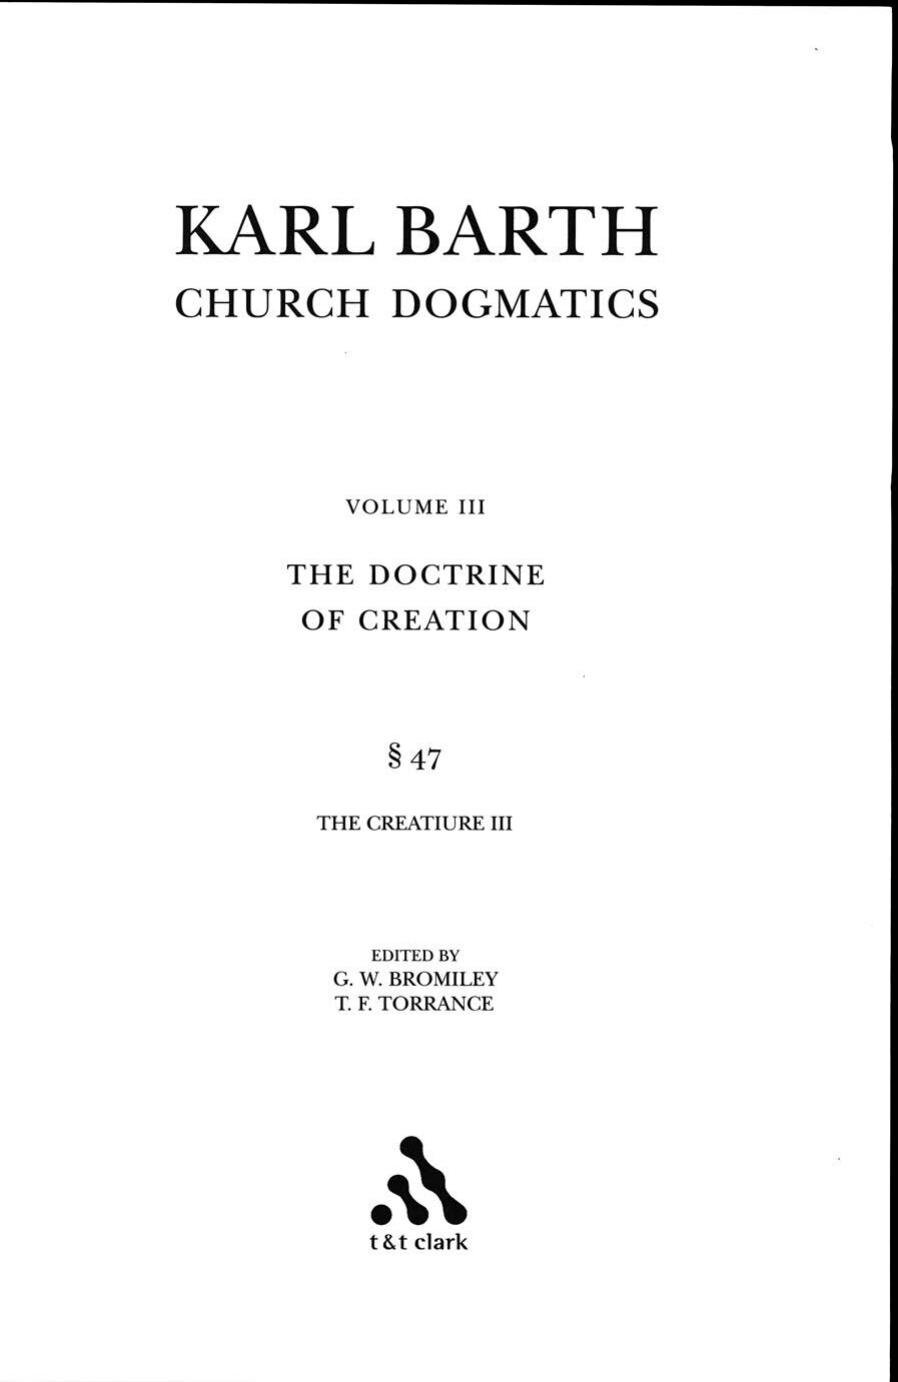 KARL BARTH
CHURCH DOGMATICS
VOLUME III
THE DOCTRINE
OF CREATION
§ 47
THE CREATIURE III
EDITED BY
G. W. BROMILEY
T. F. TORRANCE
t&t clark